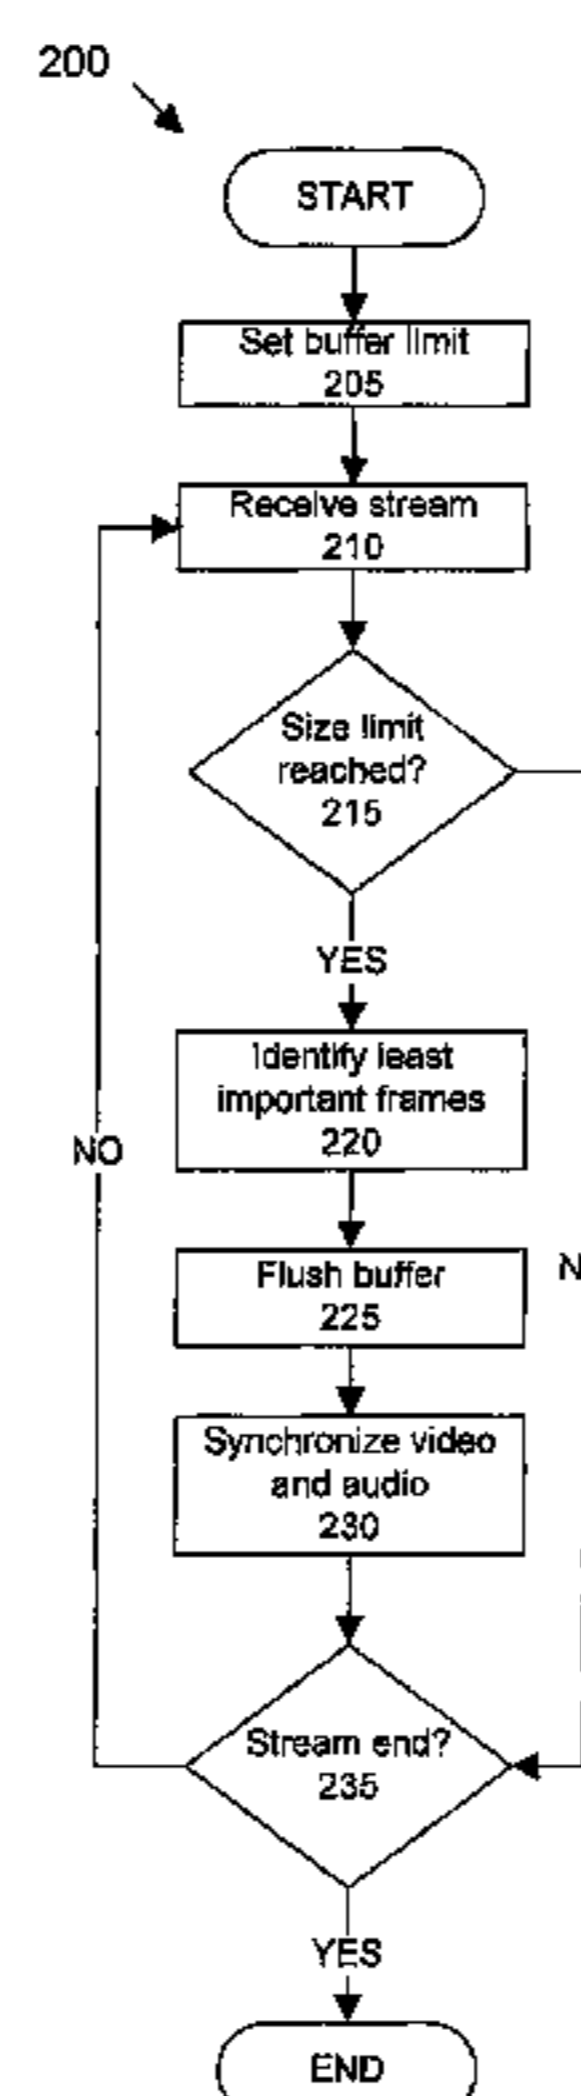 200
START
Set buffer limit
205
Receive stream
210
Size limit
reached?
215
YES
Identify least
important frames
220
NO
Flush buffer
225
N
Synchronize video
and audio
230
Stream end?
235
YES
END